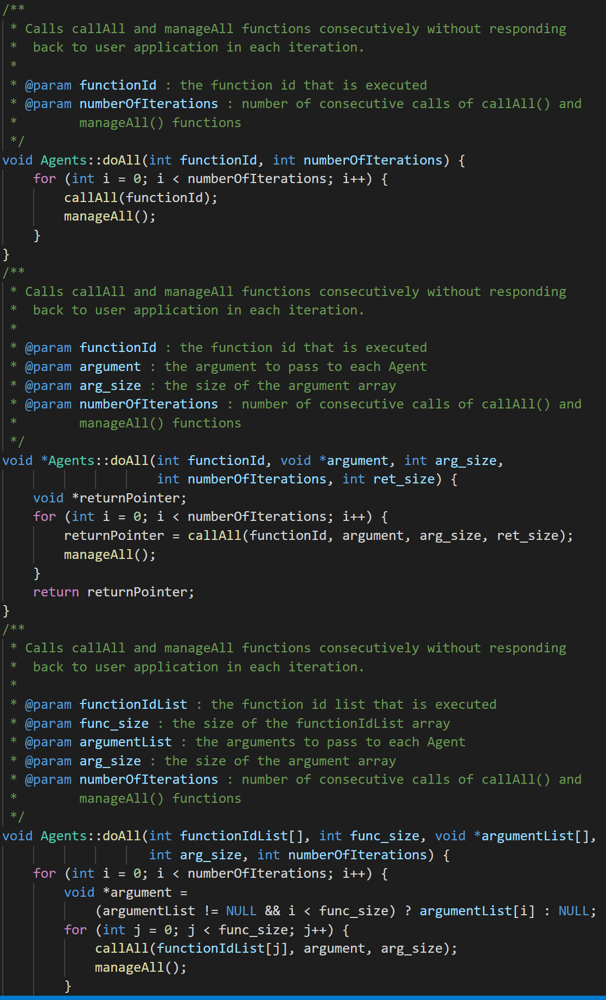 /**
 * Calls callAll and manageAll functions consecutively without responding
 *  back to user application in each iteration.
 *
 * @param functionId : the function id that is executed
 * @param numberOfIterations : number of consecutive calls of callAll() and
 *        manageAll() functions
 */
void Agents::doAll(int functionId, int numberOfIterations) {
    for (int i = 0; i < numberOfIterations; i++) {
        callAll(functionId);
        manageAll();
    }
}
/**
 * Calls callAll and manageAll functions consecutively without responding
 *  back to user application in each iteration.
 *
 * @param functionId : the function id that is executed
 * @param argument : the argument to pass to each Agent
 * @param arg_size : the size of the argument array
 * @param numberOfIterations : number of consecutive calls of callAll() and
 *        manageAll() functions
 */
void *Agents::doAll(int functionId, void *argument, int arg_size,
                    int numberOfIterations, int ret_size) {
    void *returnPointer;
    for (int i = 0; i < numberOfIterations; i++) {
        returnPointer = callAll(functionId, argument, arg_size, ret_size);
        manageAll();
    }
    return returnPointer;
}
/**
 * Calls callAll and manageAll functions consecutively without responding
 *  back to user application in each iteration.
 *
 * @param functionIdList : the function id list that is executed
 * @param func_size : the size of the functionIdList array
 * @param argumentList : the arguments to pass to each Agent
 * @param arg_size : the size of the argument array
 * @param numberOfIterations : number of consecutive calls of callAll() and
 *        manageAll() functions
 */
void Agents::doAll(int functionIdList[], int func_size, void *argumentList[],
                   int arg_size, int numberOfIterations) {
    for (int i = 0; i < numberOfIterations; i++) {
        void *argument =
            (argumentList != NULL && i < func_size) ? argumentList[i] : NULL;
        for (int j = 0; j < func_size; j++) {
            callAll(functionIdList[j], argument, arg_size);
            manageAll();
        }